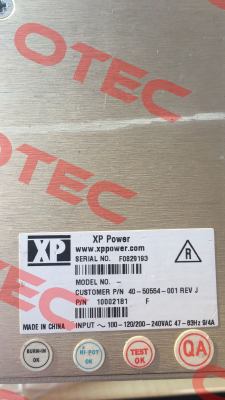 OTEC
OTEC
OTEC
XP
XP Power
www.xppower.com
SERIAL NO. F0829193
R
MODEL NO. -
CUSTOMER P/N 40-50554-001 REV J
P/N 10002181 F
MADE IN CHINA INPUT ~ 100-120/200-240VAC 47-63Hz 9/4A
BURN-IN OK
HI-POT OK
TEST OK
QA